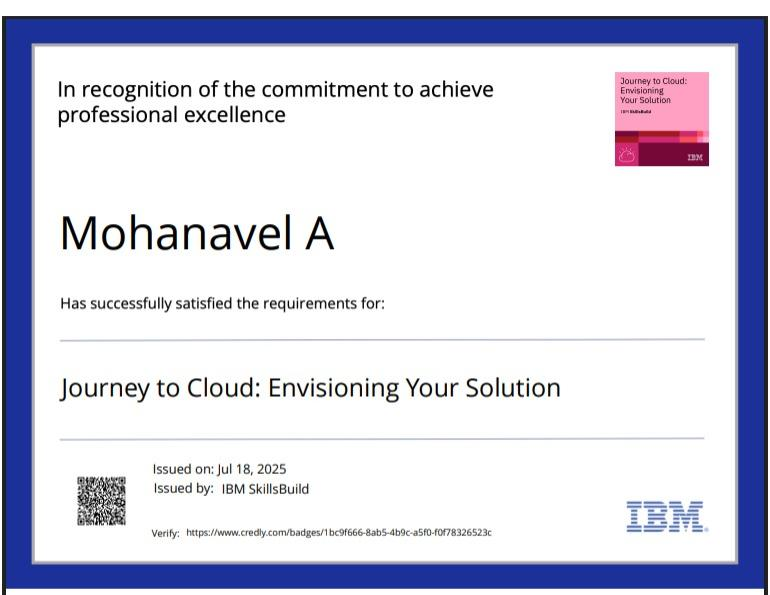 In recognition of the commitment to achieve
professional excellence
Journey to Cloud:
Envisioning
Your Solution
IBM SkillsBuild
IBM
Mohanavel A
Has successfully satisfied the requirements for:
Journey to Cloud: Envisioning Your Solution
Issued on: Jul 18, 2025
Issued by: IBM SkillsBuild
Verify: https://www.credly.com/badges/1bc9f666-8ab5-4b9c-a5f0-f0f78326523c
IBM.